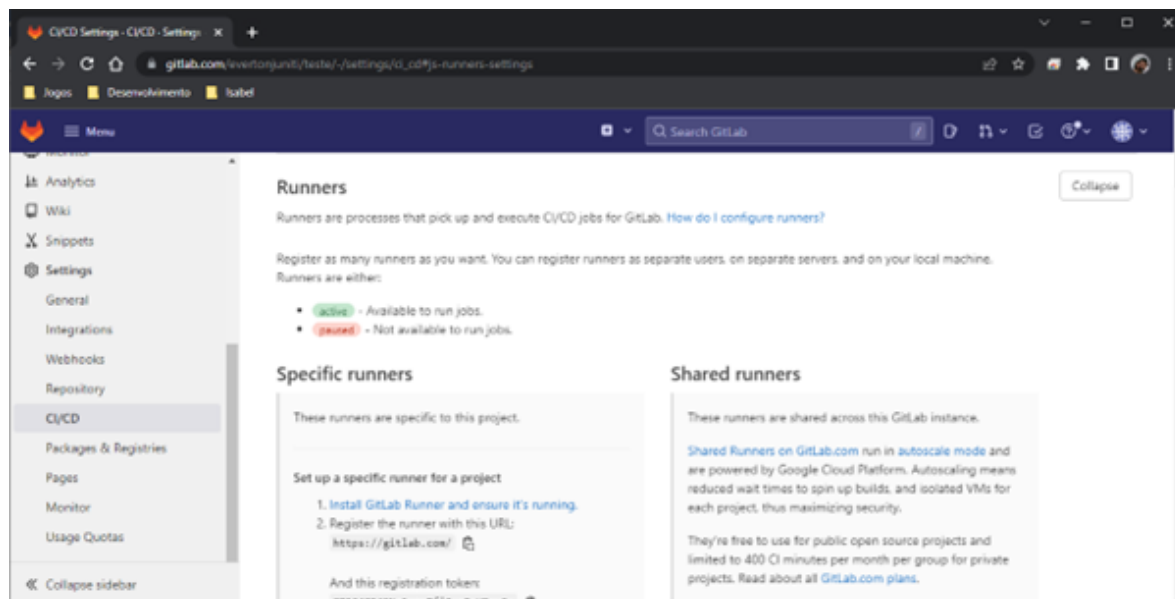 CI/CD Settings · CI/CD · Settings
gitlab.com/evertonjuniti/teste/-/settings/ci_cd#js-runners-settings
Jogos Desenvolvimento Isabel
Menu
Search GitLab /
Monitor
Analytics
Wiki
Snippets
Settings
General
Integrations
Webhooks
Repository
CI/CD
Packages & Registries
Pages
Monitor
Usage Quotas
Collapse sidebar
Runners
Collapse
Runners are processes that pick up and execute CI/CD jobs for GitLab. How do I configure runners?
Register as many runners as you want. You can register runners as separate users, on separate servers, and on your local machine.
Runners are either:
active - Available to run jobs.
paused - Not available to run jobs.
Specific runners
These runners are specific to this project.
Set up a specific runner for a project
1. Install GitLab Runner and ensure it's running.
2. Register the runner with this URL:
https://gitlab.com/
And this registration token:
Shared runners
These runners are shared across this GitLab instance.
Shared Runners on GitLab.com run in autoscale mode and
are powered by Google Cloud Platform. Autoscaling means
reduced wait times to spin up builds, and isolated VMs for
each project, thus maximizing security.
They're free to use for public open source projects and
limited to 400 CI minutes per month per group for private
projects. Read about all GitLab.com plans.